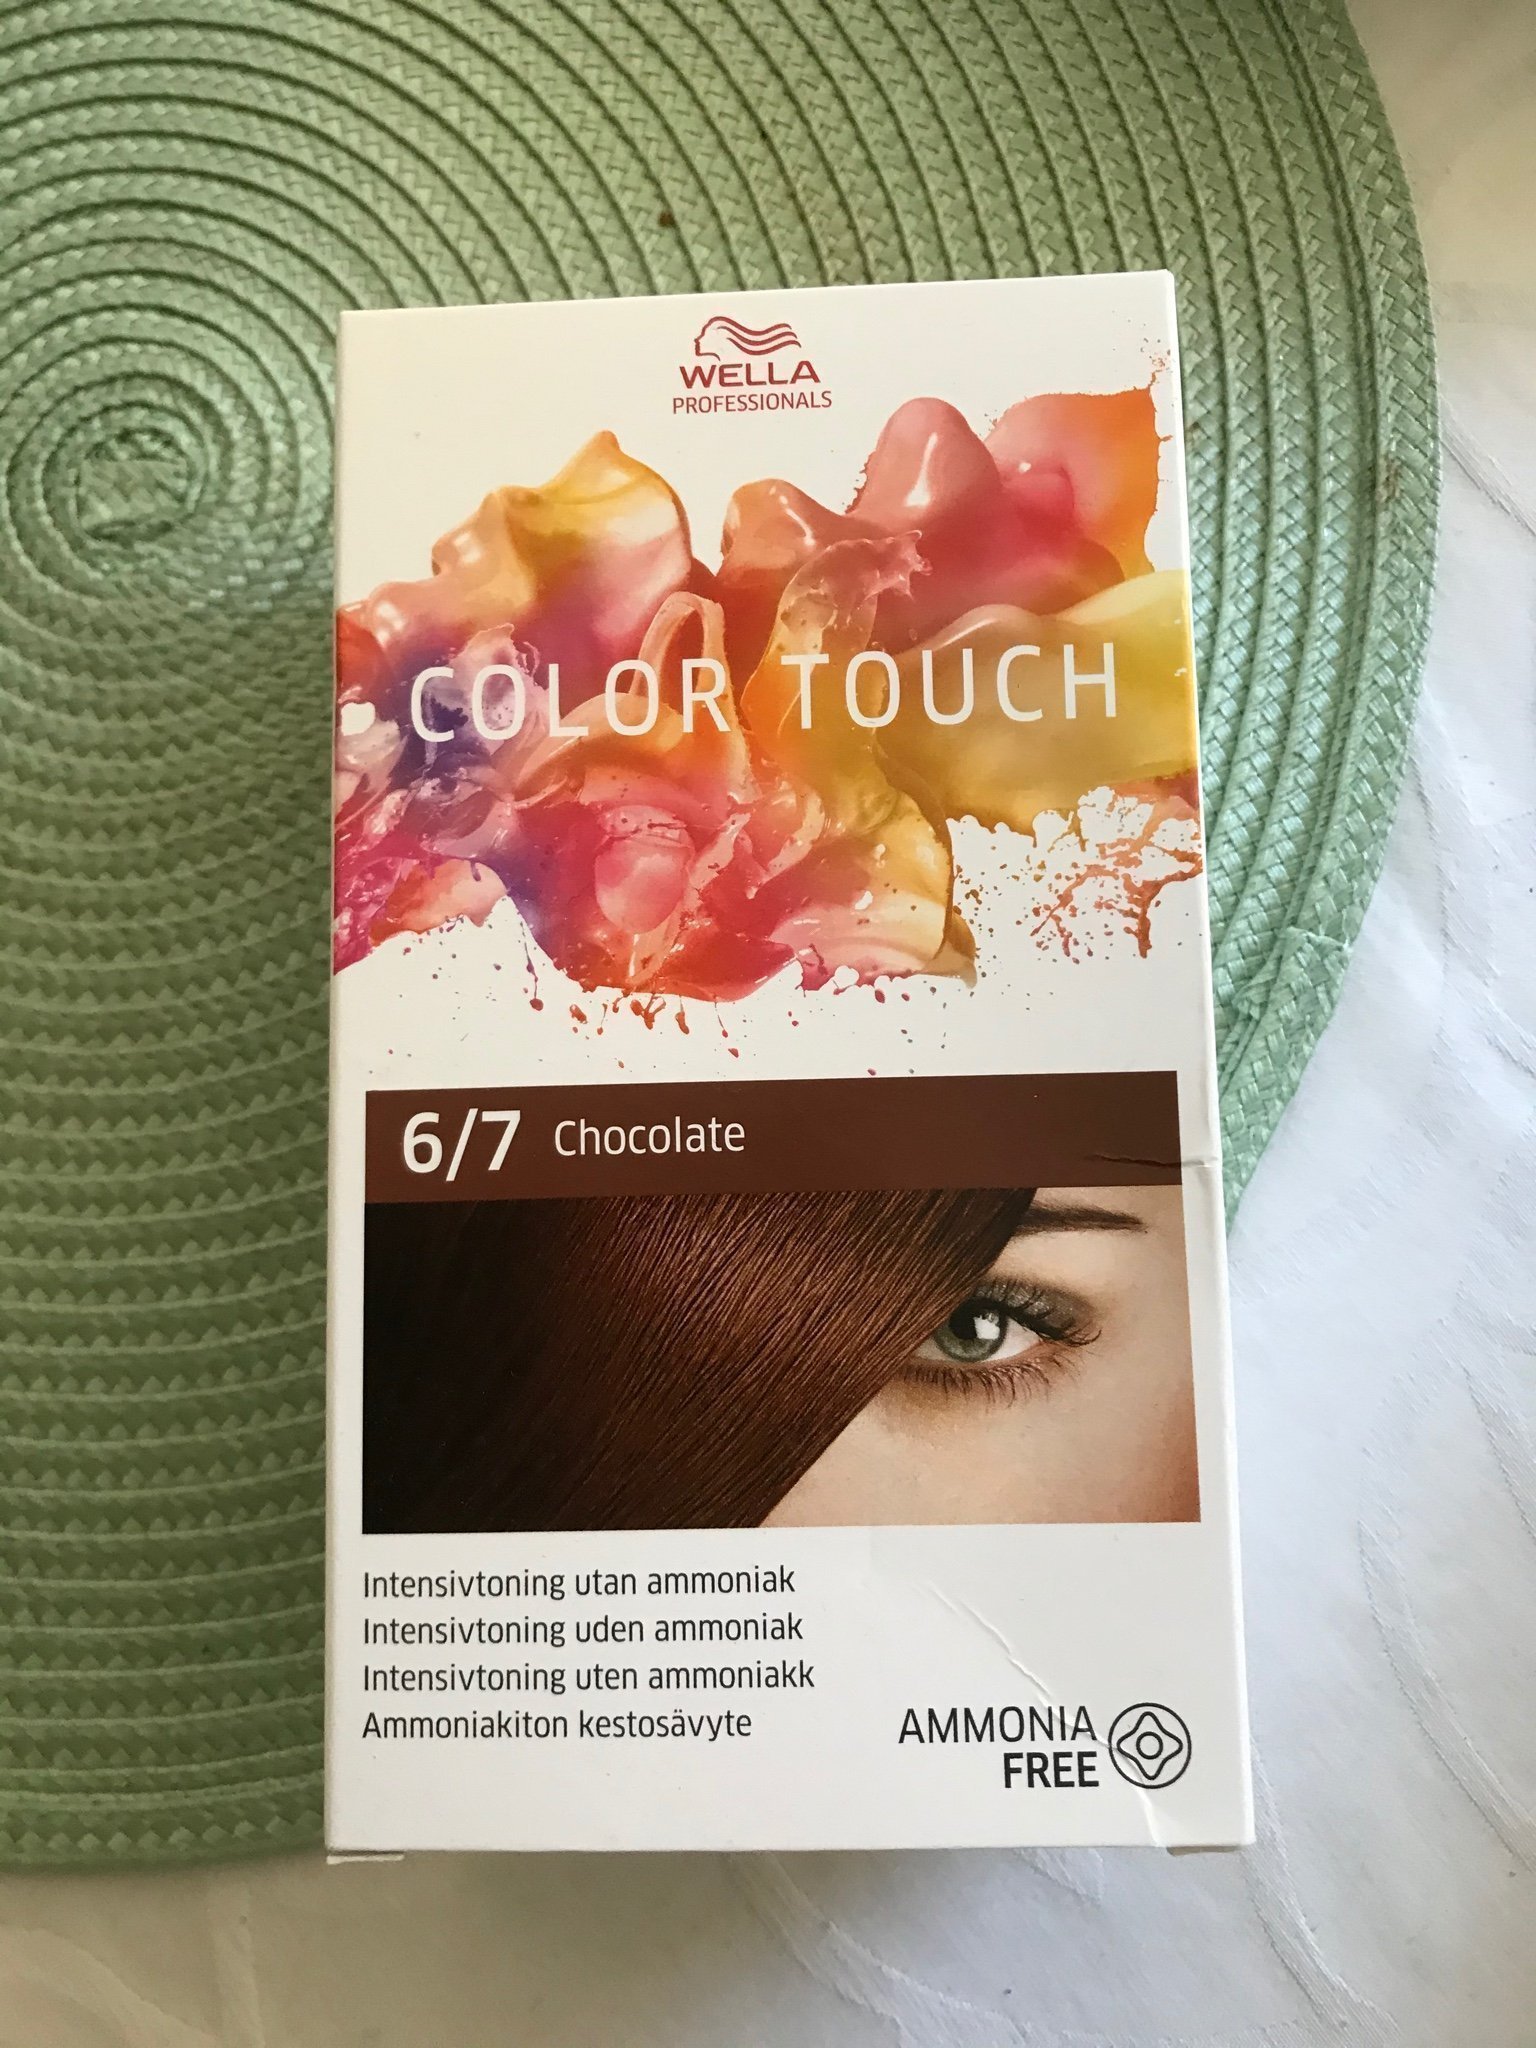 WELLA
PROFESSIONALS
COLOR TOUCH
6/7 Chocolate
Intensivtoning utan ammoniak
Intensivtoning uden ammoniak
Intensivtoning uten ammoniakk
Ammoniakiton kestosävyte
AMMONIA
FREE